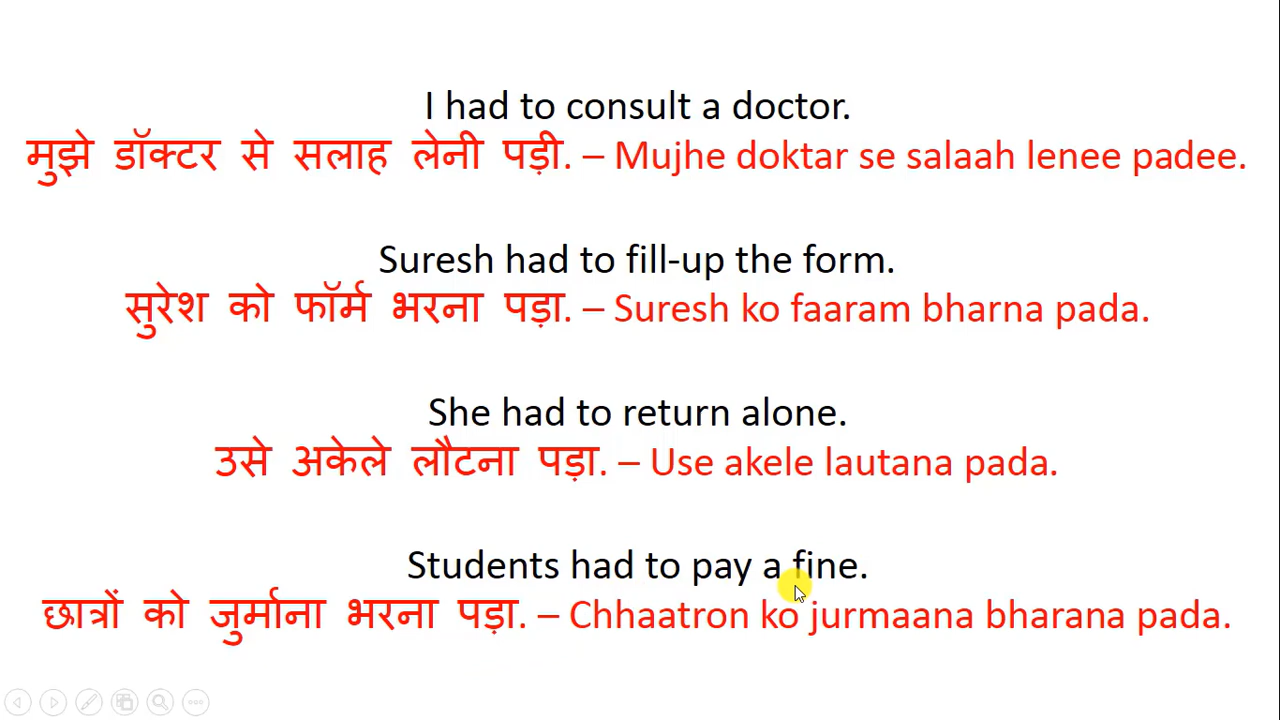 I had to consult a doctor.
मुझे डॉक्टर से सलाह लेनी पड़ी. – Mujhe doktar se salaah lenee padee.
Suresh had to fill-up the form.
सुरेश को फॉर्म भरना पड़ा. – Suresh ko faaram bharna pada.
She had to return alone.
उसे अकेले लौटना पड़ा. – Use akele lautana pada.
Students had to pay a fine.
छात्रों को जुर्माना भरना पड़ा. – Chhaatron ko jurmaana bharana pada.